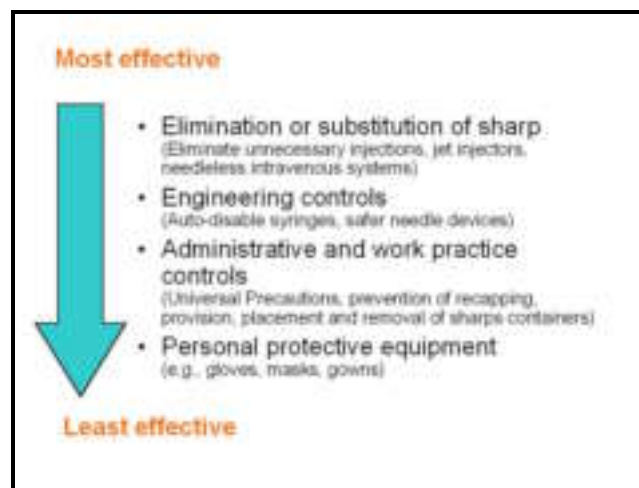 Most effective
• Elimination or substitution of sharp
(Eliminate unnecessary injections, jet injectors,
needleless intravenous systems)
• Engineering controls
(Auto-disable syringes, safer needle devices)
• Administrative and work practice
controls
(Universal Precautions, prevention of recapping,
provision, placement and removal of sharps containers)
• Personal protective equipment
(e.g., gloves, masks, gowns)
Least effective